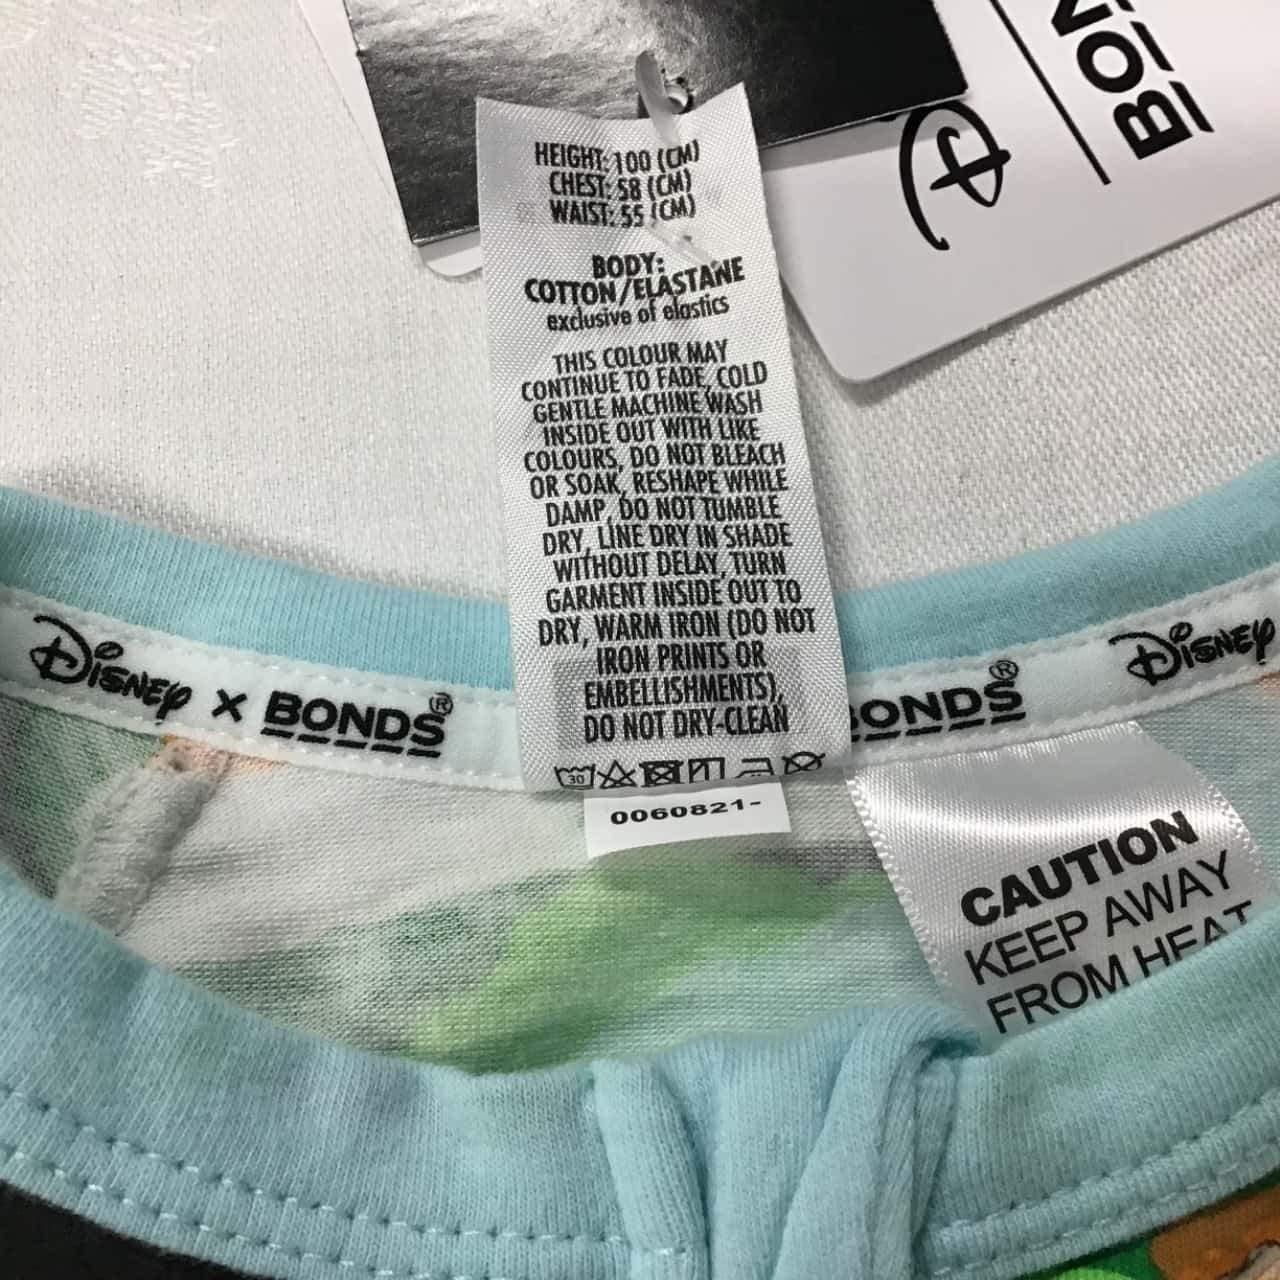 BON
HEIGHT: 100 (CM)
CHEST: 58 (CM)
WAIST: 55 (CM)
BODY:
COTTON/ELASTANE
exclusive of elastics
THIS COLOUR MAY
CONTINUE TO FADE, COLD
GENTLE MACHINE WASH
INSIDE OUT WITH LIKE
COLOURS, DO NOT BLEACH
OR SOAK, RESHAPE WHILE
DAMP, DO NOT TUMBLE
DRY, LINE DRY IN SHADE
WITHOUT DELAY, TURN
GARMENT INSIDE OUT TO
DRY, WARM IRON (DO NOT
IRON PRINTS OR
EMBELLISHMENTS),
DO NOT DRY-CLEAN
30
0060821-
Disney X BONDS®
BONDS® Disney
CAUTION
KEEP AWAY
FROM HEAT